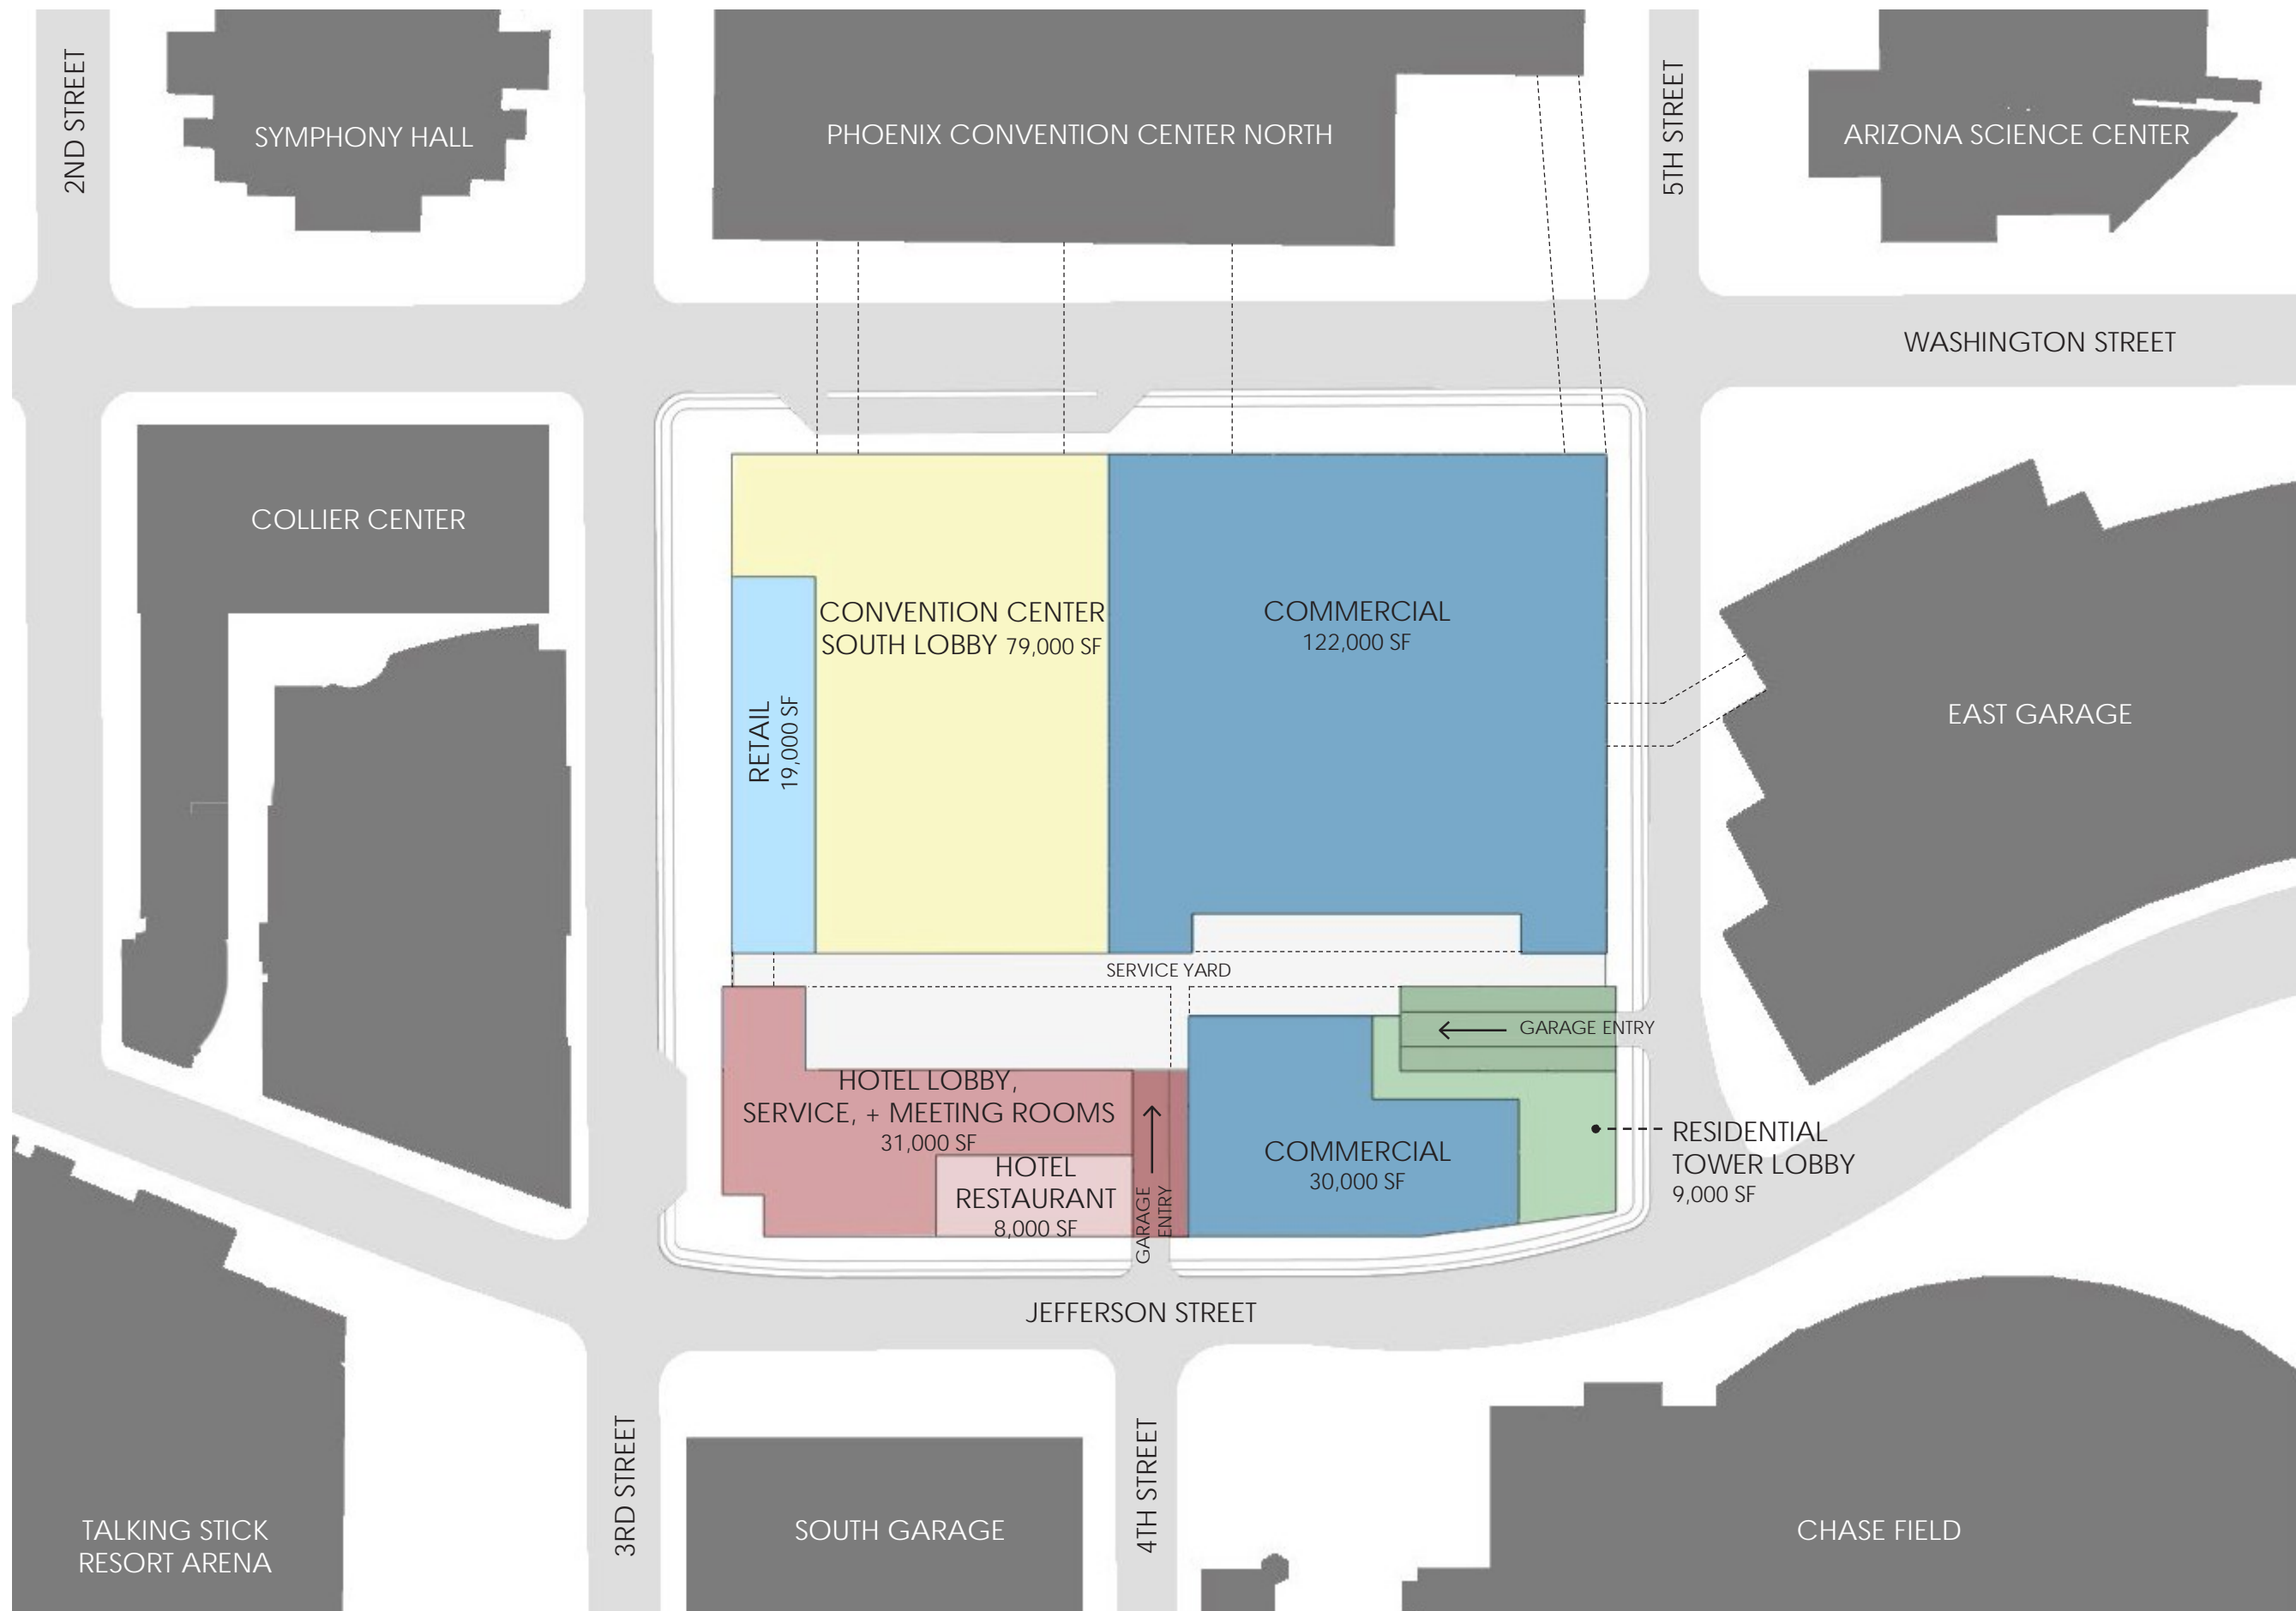 2ND STREET
SYMPHONY HALL
PHOENIX CONVENTION CENTER NORTH
5TH STREET
ARIZONA SCIENCE CENTER
WASHINGTON STREET
COLLIER CENTER
CONVENTION CENTER
SOUTH LOBBY 79,000 SF
COMMERCIAL
122,000 SF
RETAIL
19,000 SF
EAST GARAGE
SERVICE YARD
GARAGE ENTRY
HOTEL LOBBY,
SERVICE, + MEETING ROOMS
31,000 SF
HOTEL
RESTAURANT
8,000 SF
GARAGE
ENTRY
COMMERCIAL
30,000 SF
RESIDENTIAL
TOWER LOBBY
9,000 SF
JEFFERSON STREET
3RD STREET
4TH STREET
TALKING STICK
RESORT ARENA
SOUTH GARAGE
CHASE FIELD